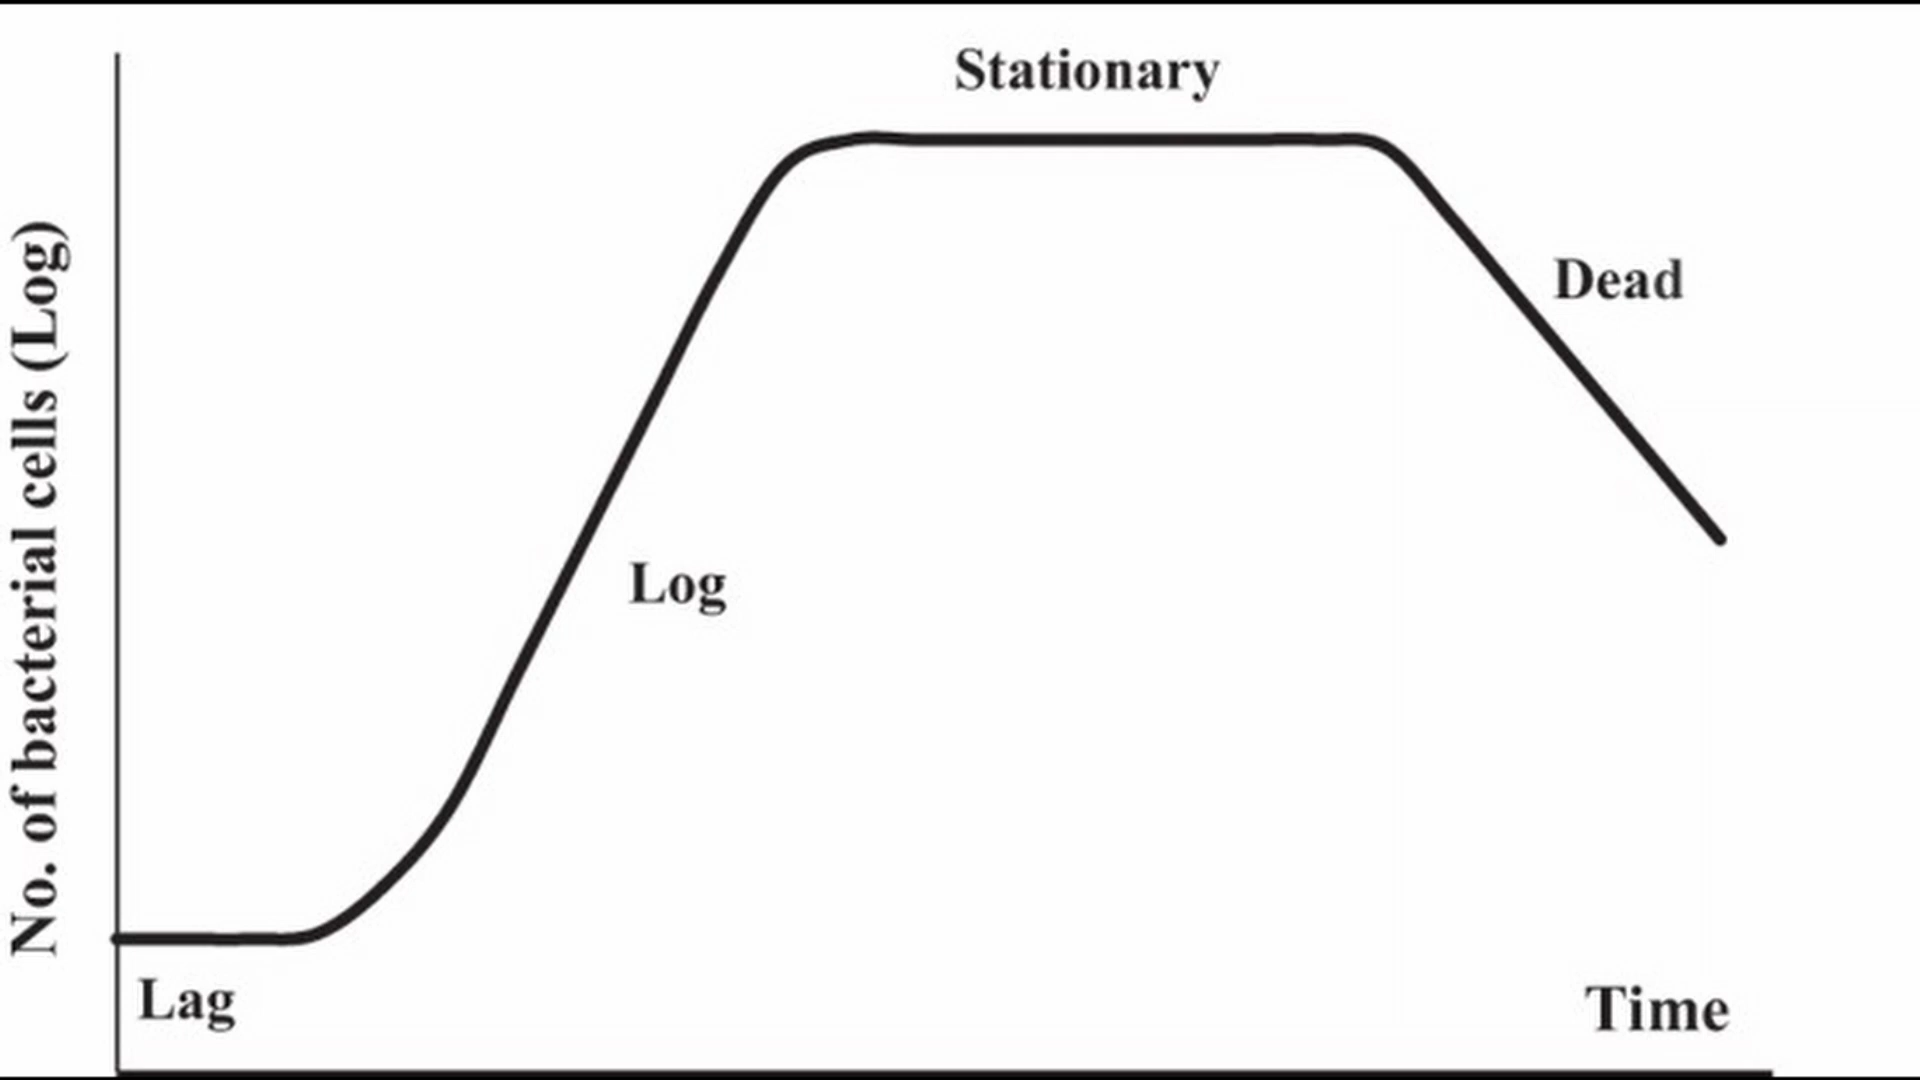 Stationary
No. of bacterial cells (Log)
Dead
Log
Lag
Time